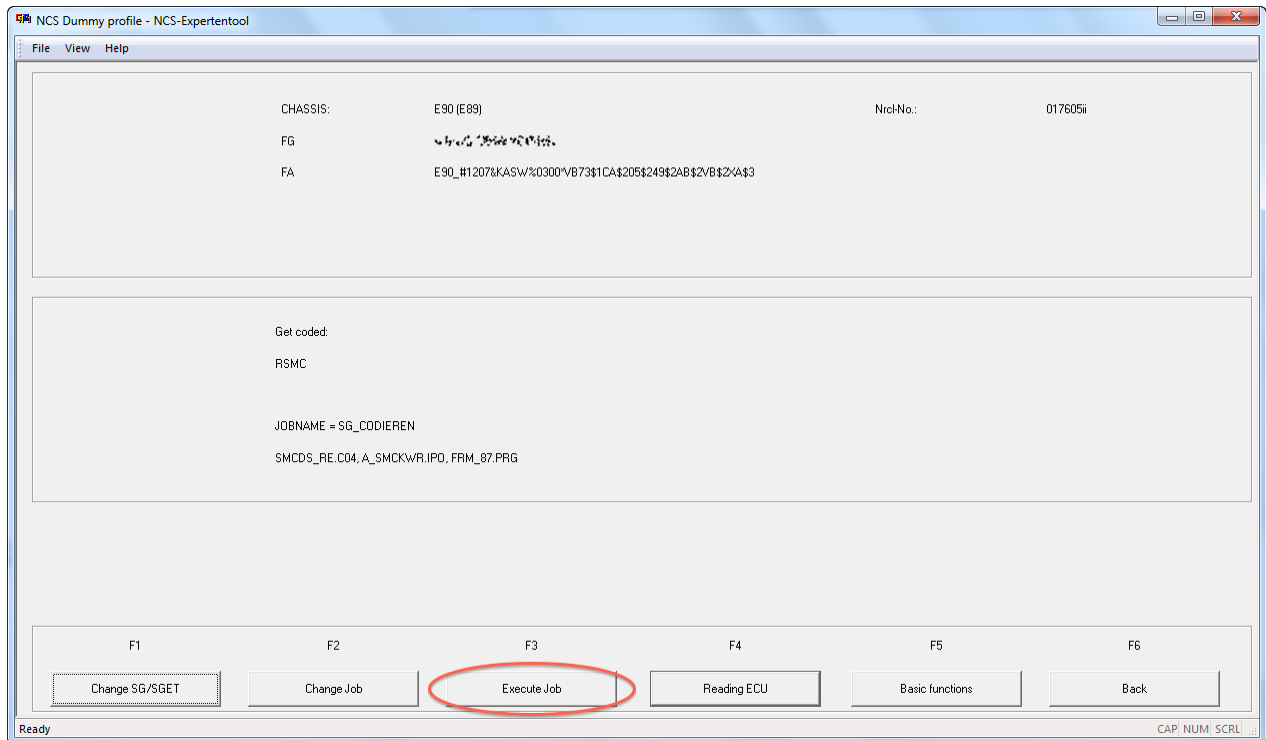 NCS Dummy profile - NCS-Expertentool
File View Help
CHASSIS: E90 (E89) Nrcl-No.: 017605ii
FG
FA E90_#1207&KASW%0300*VB73$1CA$205$249$2AB$2VB$2XA$3
Get coded:
RSMC
JOBNAME = SG_CODIEREN
SMCDS_RE.C04, A_SMCKWR.IPO, FRM_87.PRG
F1 F2 F3 F4 F5 F6
Change SG/SGET Change Job Execute Job Reading ECU Basic functions Back
Ready CAP NUM SCRL